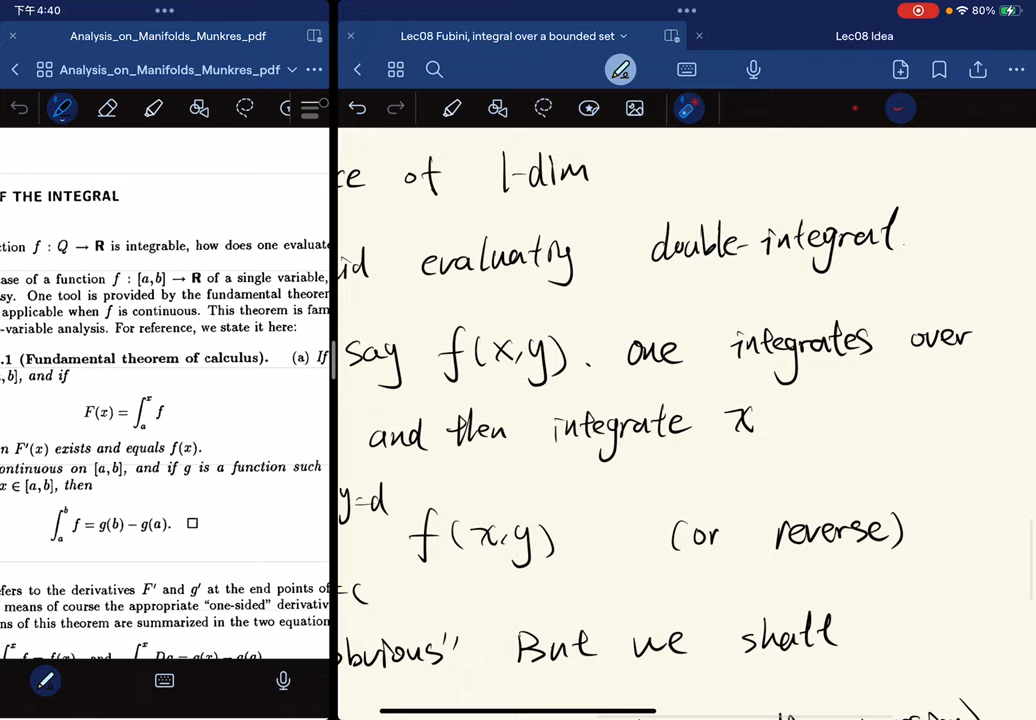 下午4:40
80%
Analysis_on_Manifolds_Munkres_pdf
Lec08 Fubini, integral over a bounded set
Lec08 Idea
Analysis_on_Manifolds_Munkres_pdf
F THE INTEGRAL
ction f : Q → R is integrable, how does one evaluate
ase of a function f : [a, b] → R of a single variable,
sy. One tool is provided by the fundamental theorem
applicable when f is continuous. This theorem is fam
-variable analysis. For reference, we state it here:
.1 (Fundamental theorem of calculus). (a) If
, b], and if
F(x) = ∫_a^x f
n F′(x) exists and equals f(x).
ontinuous on [a, b], and if g is a function such
x ∈ [a, b], then
∫_a^b f = g(b) − g(a). □
efers to the derivatives F′ and g′ at the end points of
means of course the appropriate "one-sided" derivativ
ns of this theorem are summarized in the two equation
ce of 1-dim
id evaluating double-integral
say f(x,y). one integrates over
and then integrate x
y=d
f(x,y) (or reverse)
=c
obvious" But we shall